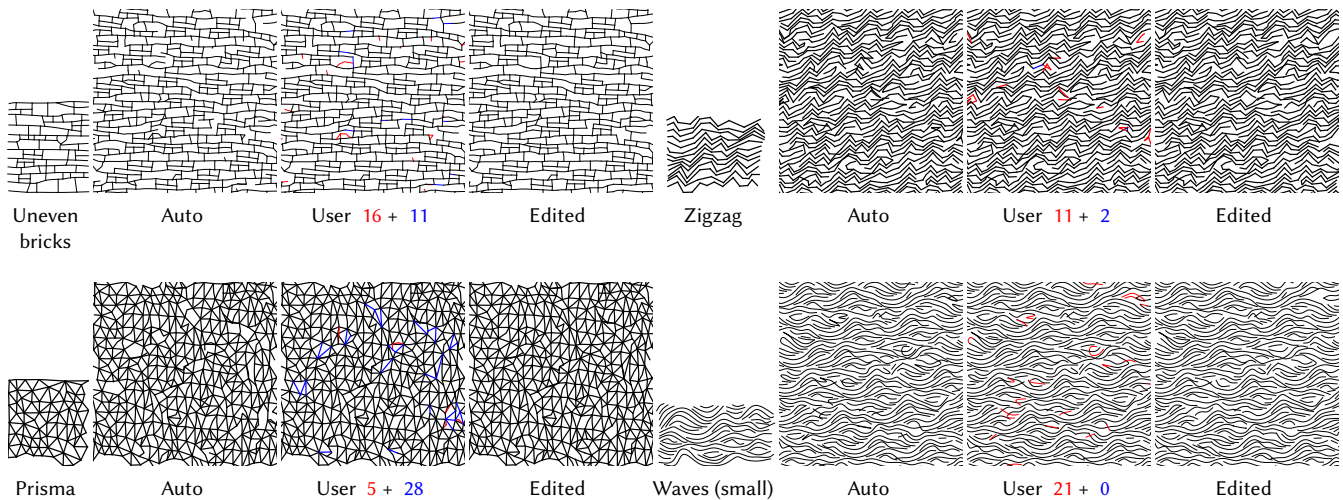 Uneven
bricks
Auto
User 16 + 11
Edited
Zigzag
Auto
User 11 + 2
Edited
Prisma
Auto
User 5 + 28
Edited
Waves (small)
Auto
User 21 + 0
Edited